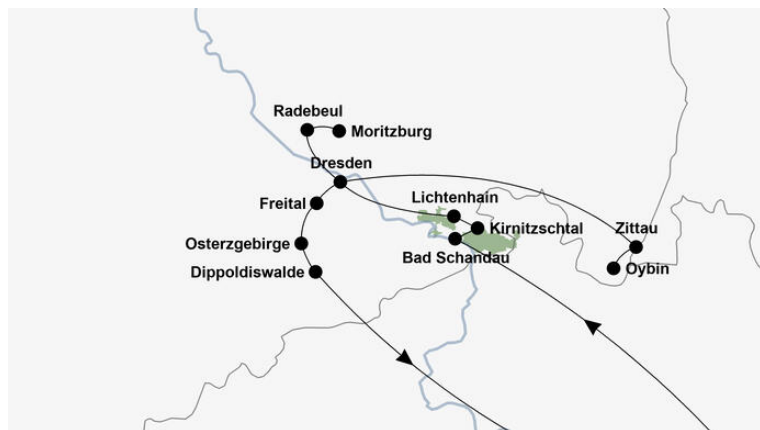 Radebeul
Moritzburg
Dresden
Freital
Lichtenhain
Kirnitzschtal
Zittau
Osterzgebirge
Bad Schandau
Oybin
Dippoldiswalde